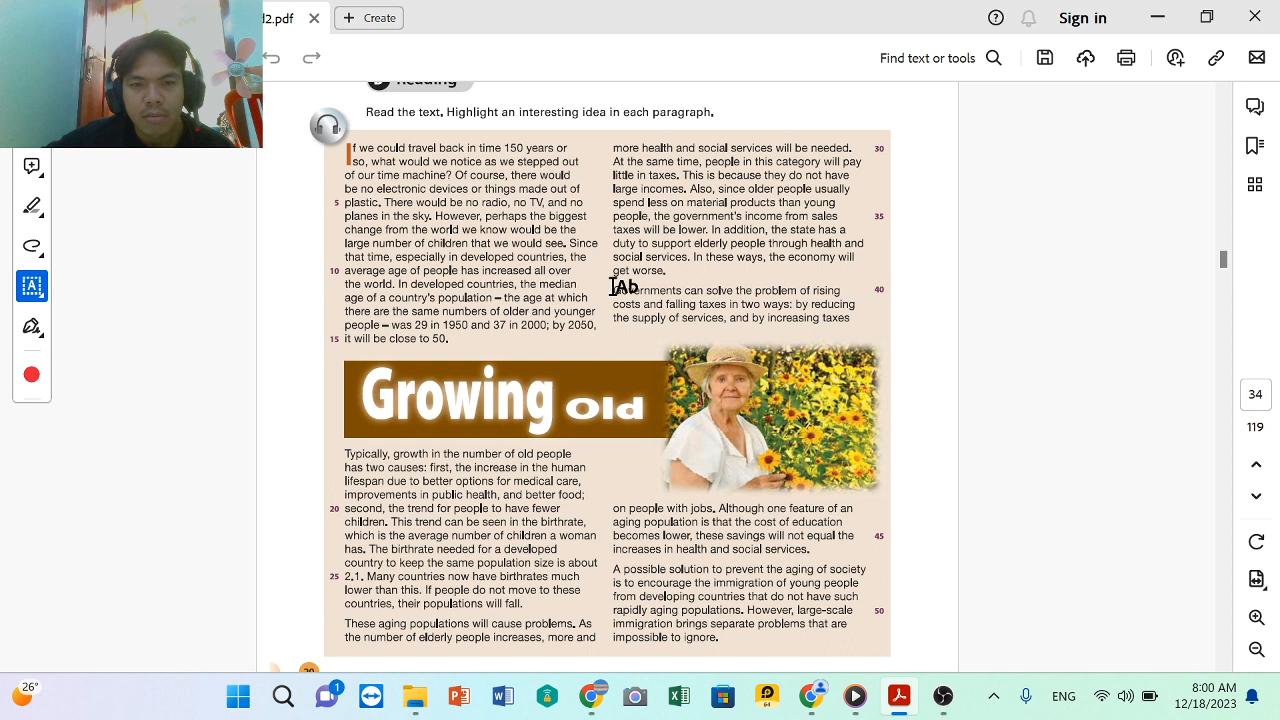 d2.pdf
Create
Sign in
Find text or tools
Reading
Read the text. Highlight an interesting idea in each paragraph.
If we could travel back in time 150 years or
so, what would we notice as we stepped out
of our time machine? Of course, there would
be no electronic devices or things made out of
5 plastic. There would be no radio, no TV, and no
planes in the sky. However, perhaps the biggest
change from the world we know would be the
large number of children that we would see. Since
that time, especially in developed countries, the
10 average age of people has increased all over
the world. In developed countries, the median
age of a country's population – the age at which
there are the same numbers of older and younger
people – was 29 in 1950 and 37 in 2000; by 2050,
15 it will be close to 50.
Growing Old
Typically, growth in the number of old people
has two causes: first, the increase in the human
lifespan due to better options for medical care,
improvements in public health, and better food;
20 second, the trend for people to have fewer
children. This trend can be seen in the birthrate,
which is the average number of children a woman
has. The birthrate needed for a developed
country to keep the same population size is about
25 2.1. Many countries now have birthrates much
lower than this. If people do not move to these
countries, their populations will fall.
These aging populations will cause problems. As
the number of elderly people increases, more and
more health and social services will be needed. 30
At the same time, people in this category will pay
little in taxes. This is because they do not have
large incomes. Also, since older people usually
spend less on material products than young
people, the government's income from sales 35
taxes will be lower. In addition, the state has a
duty to support elderly people through health and
social services. In these ways, the economy will
get worse.
Governments can solve the problem of rising 40
costs and falling taxes in two ways: by reducing
the supply of services, and by increasing taxes
on people with jobs. Although one feature of an
aging population is that the cost of education
becomes lower, these savings will not equal the 45
increases in health and social services.
A possible solution to prevent the aging of society
is to encourage the immigration of young people
from developing countries that do not have such
rapidly aging populations. However, large-scale 50
immigration brings separate problems that are
impossible to ignore.
Ab
A
34
119
26°
1
64
ENG
8:00 AM
12/18/2023